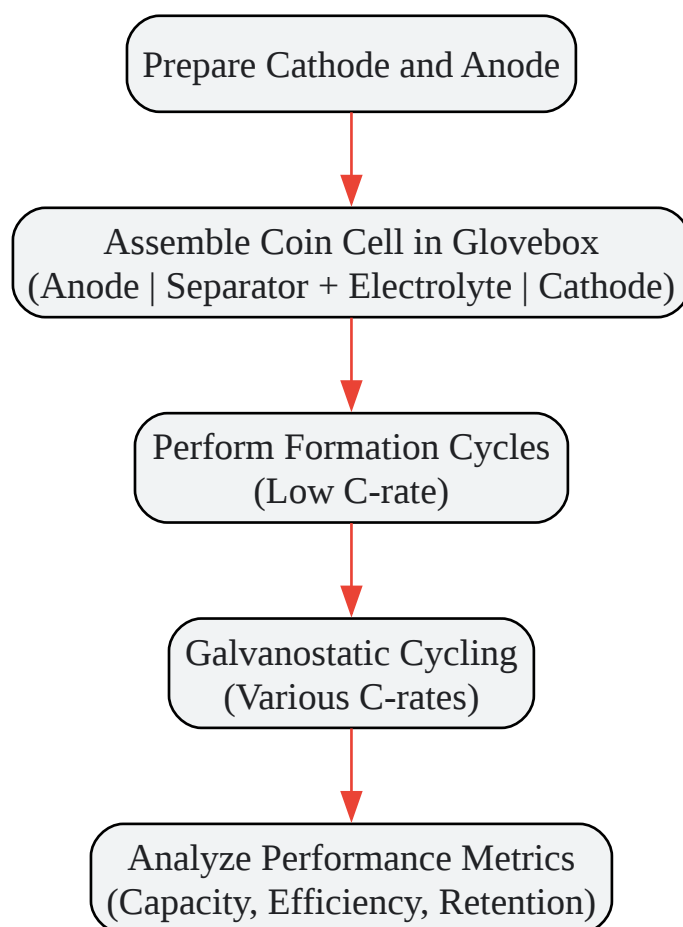 Prepare Cathode and Anode
Assemble Coin Cell in Glovebox
(Anode | Separator + Electrolyte | Cathode)
Perform Formation Cycles
(Low C-rate)
Galvanostatic Cycling
(Various C-rates)
Analyze Performance Metrics
(Capacity, Efficiency, Retention)